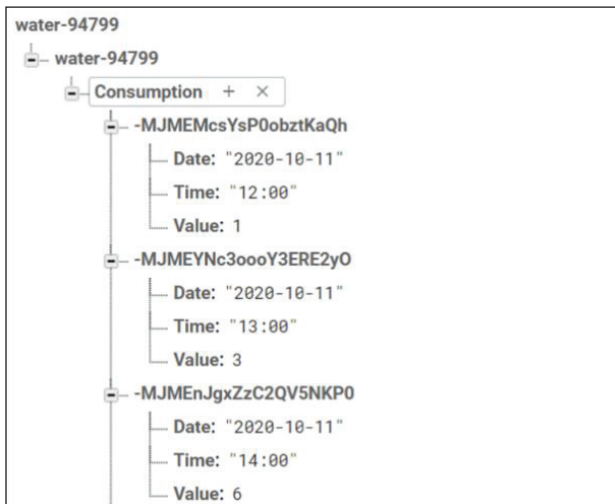 water-94799
water-94799
Consumption + ×
-MJMEMcsYsP0obztKaQh
Date: "2020-10-11"
Time: "12:00"
Value: 1
-MJMEYNc3oooY3ERE2yO
Date: "2020-10-11"
Time: "13:00"
Value: 3
-MJMEnJgxZzC2QV5NKP0
Date: "2020-10-11"
Time: "14:00"
Value: 6